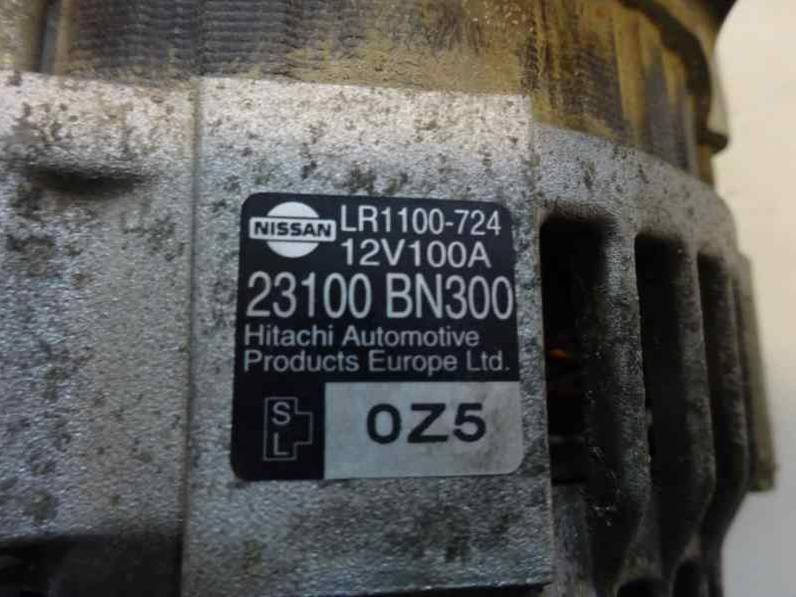 NISSAN LR1100-724
12V100A
23100 BN300
Hitachi Automotive
Products Europe Ltd.
S
L
0Z5